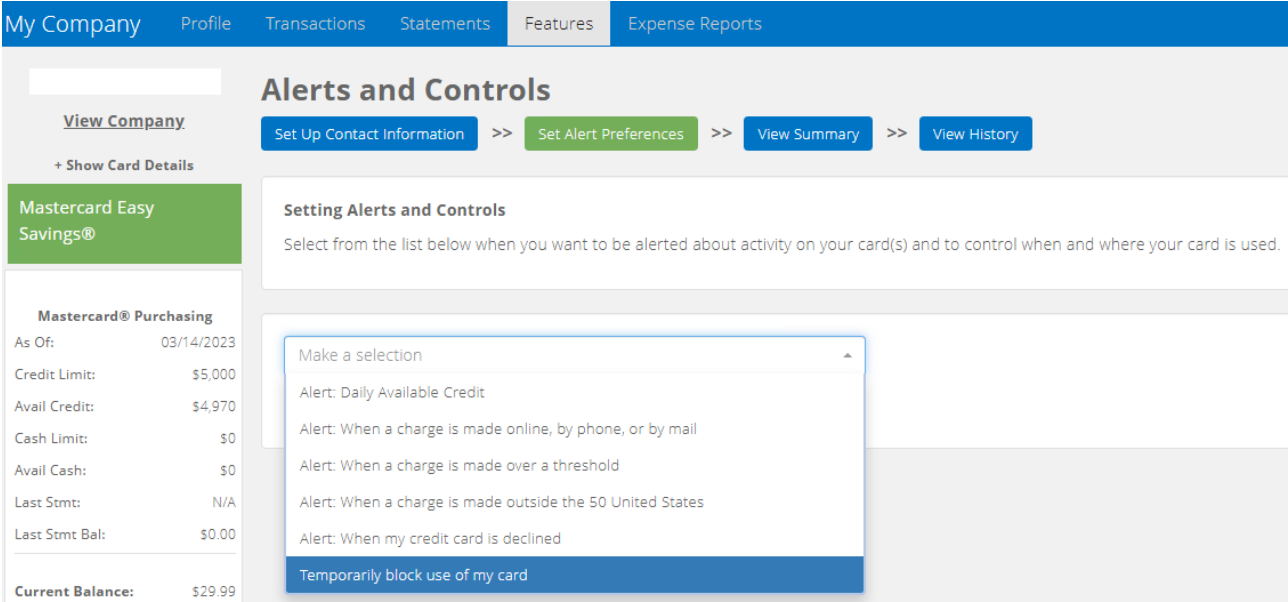 My Company Profile Transactions Statements Features Expense Reports
View Company
+ Show Card Details
Mastercard Easy
Savings®
Mastercard® Purchasing
As Of: 03/14/2023
Credit Limit: $5,000
Avail Credit: $4,970
Cash Limit: $0
Avail Cash: $0
Last Stmt: N/A
Last Stmt Bal: $0.00
Current Balance: $29.99
Alerts and Controls
Set Up Contact Information >> Set Alert Preferences >> View Summary >> View History
Setting Alerts and Controls
Select from the list below when you want to be alerted about activity on your card(s) and to control when and where your card is used.
Make a selection
Alert: Daily Available Credit
Alert: When a charge is made online, by phone, or by mail
Alert: When a charge is made over a threshold
Alert: When a charge is made outside the 50 United States
Alert: When my credit card is declined
Temporarily block use of my card